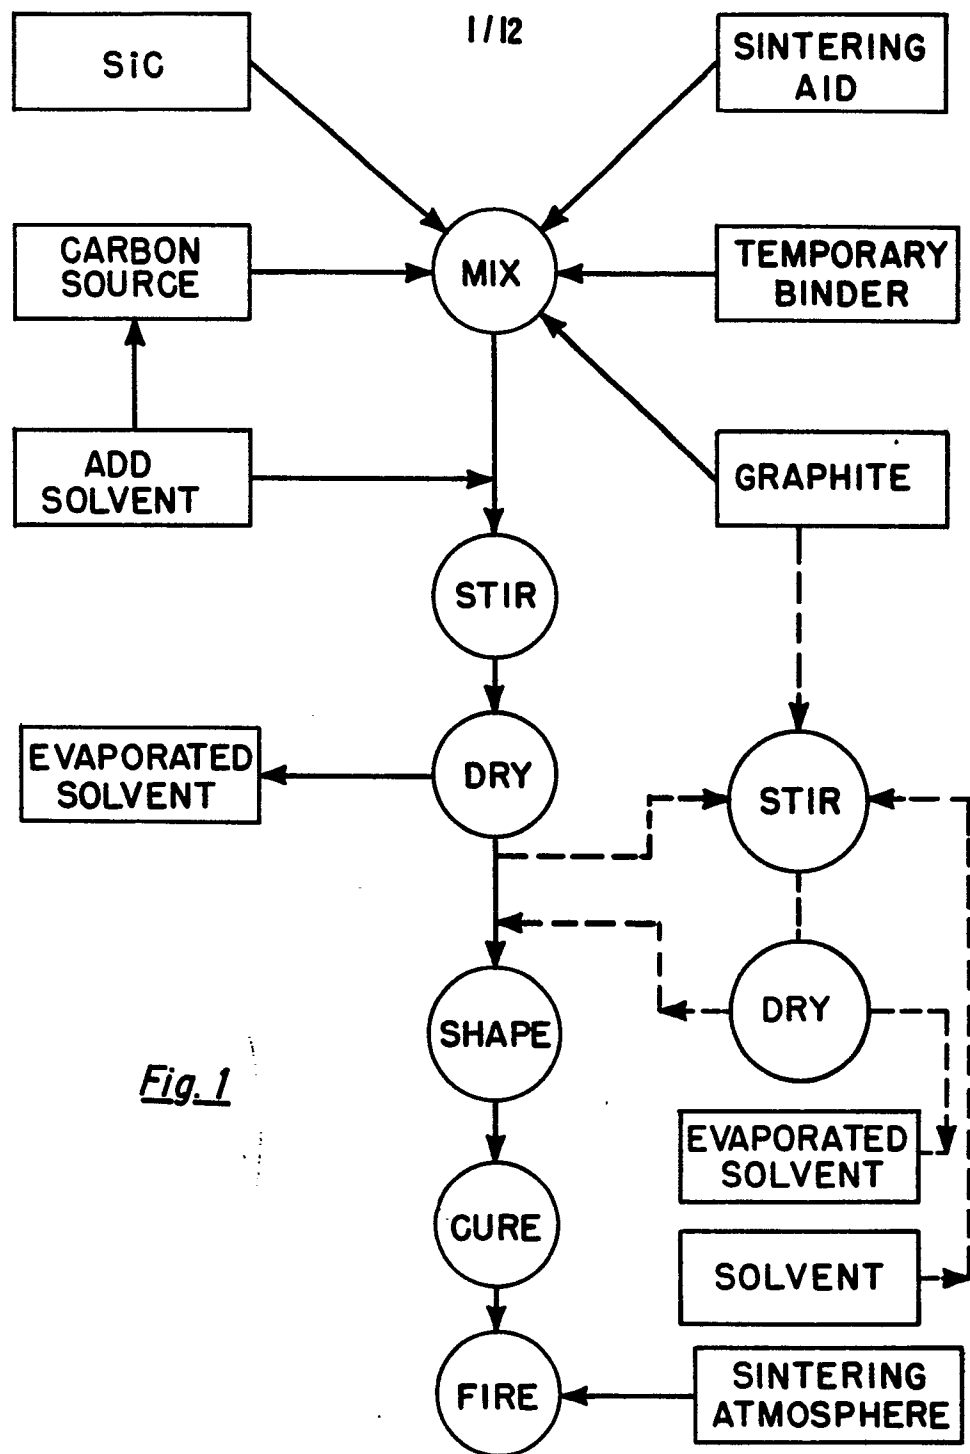 1/12
SiC
SINTERING
AID
CARBON
SOURCE
MIX
TEMPORARY
BINDER
ADD
SOLVENT
GRAPHITE
STIR
EVAPORATED
SOLVENT
DRY
STIR
SHAPE
DRY
Fig. 1
EVAPORATED
SOLVENT
CURE
SOLVENT
FIRE
SINTERING
ATMOSPHERE